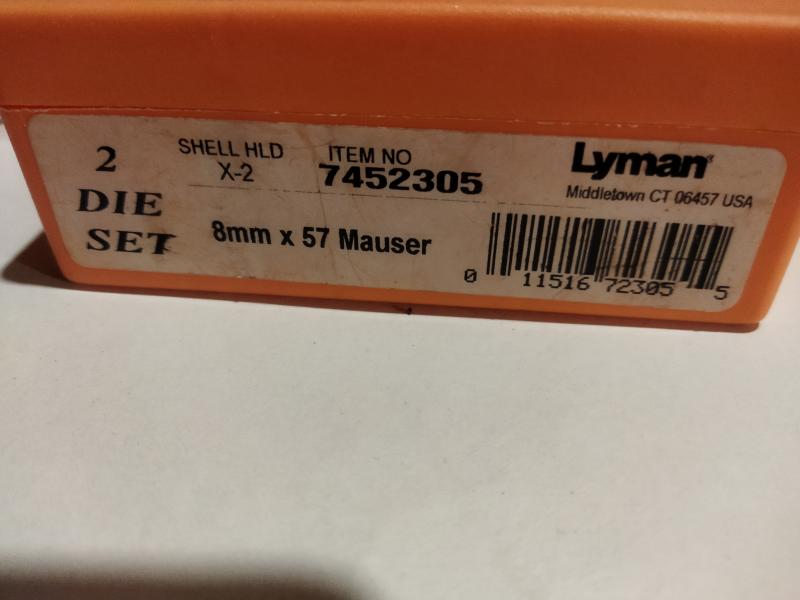 2
DIE
SET
SHELL HLD
X-2
ITEM NO
7452305
8mm x 57 Mauser
Lyman®
Middletown CT 06457 USA
0 11516 72305 5